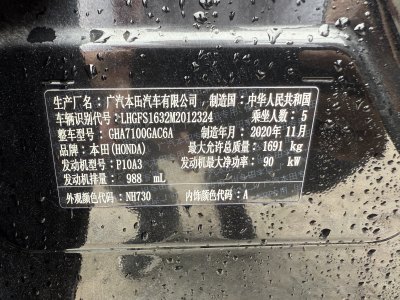 生产厂名：广汽本田汽车有限公司 制造国：中华人民共和国
车辆识别代号：LHGFS1632M2012324 乘坐人数：5
整车型号：GHA7100GAC6A 制造年月：2020年11月
品牌：本田(HONDA) 最大允许总质量：1691 kg
发动机型号：P10A3 发动机最大净功率：90 kW
发动机排量：988 mL
外观颜色代码：NH730 内饰颜色代码：A